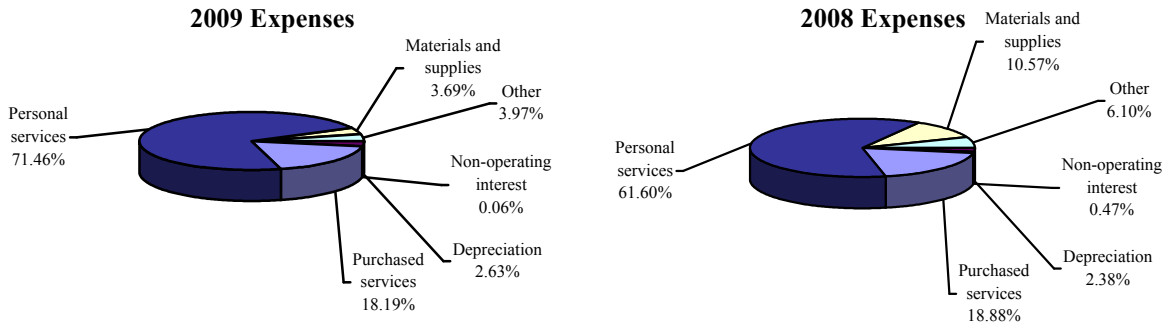 2009 Expenses
Materials and
supplies
3.69%
Other
3.97%
Personal
services
71.46%
Non-operating
interest
0.06%
Depreciation
2.63%
Purchased
services
18.19%
2008 Expenses
Materials and
supplies
10.57%
Other
6.10%
Personal
services
61.60%
Non-operating
interest
0.47%
Depreciation
2.38%
Purchased
services
18.88%